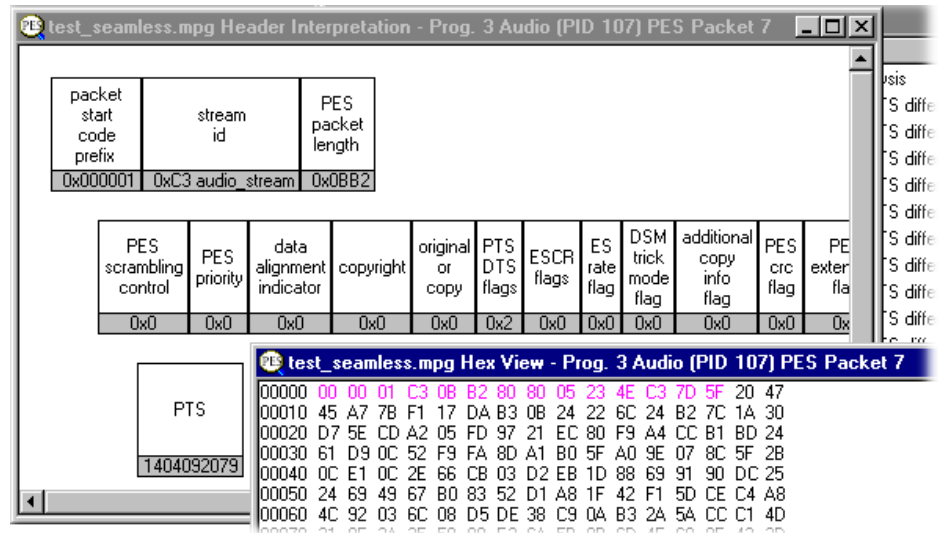 test_seamless.mpg Header Interpretation - Prog. 3 Audio (PID 107) PES Packet 7
packet start code prefix
stream id
PES packet length
0x000001 0xC3 audio_stream 0x0BB2
PES scrambling control
PES priority
data alignment indicator
copyright
original or copy
PTS DTS flags
ESCR flags
ES rate flag
DSM trick mode flag
additional copy info flag
PES crc flag
0x0 0x0 0x0 0x0 0x0 0x2 0x0 0x0 0x0 0x0 0x0 0x
PTS
1404092079
test_seamless.mpg Hex View - Prog. 3 Audio (PID 107) PES Packet 7
00000 00 00 01 C3 0B B2 80 80 05 23 4E C3 7D 5F 20 47
00010 45 A7 7B F1 17 DA B3 0B 24 22 6C 24 B2 7C 1A 30
00020 D7 5E CD A2 05 FD 97 21 EC 80 F9 A4 CC B1 BD 24
00030 61 D9 0C 52 F9 FA 8D A1 B0 5F A0 9E 07 8C 5F 2B
00040 0C E1 0C 2E 66 CB 03 D2 EB 1D 88 69 91 90 DC 25
00050 24 69 49 67 B0 83 52 D1 A8 1F 42 F1 5D CE C4 A8
00060 4C 92 03 6C 08 D5 DE 38 C9 0A B3 2A 5A CC C1 4D